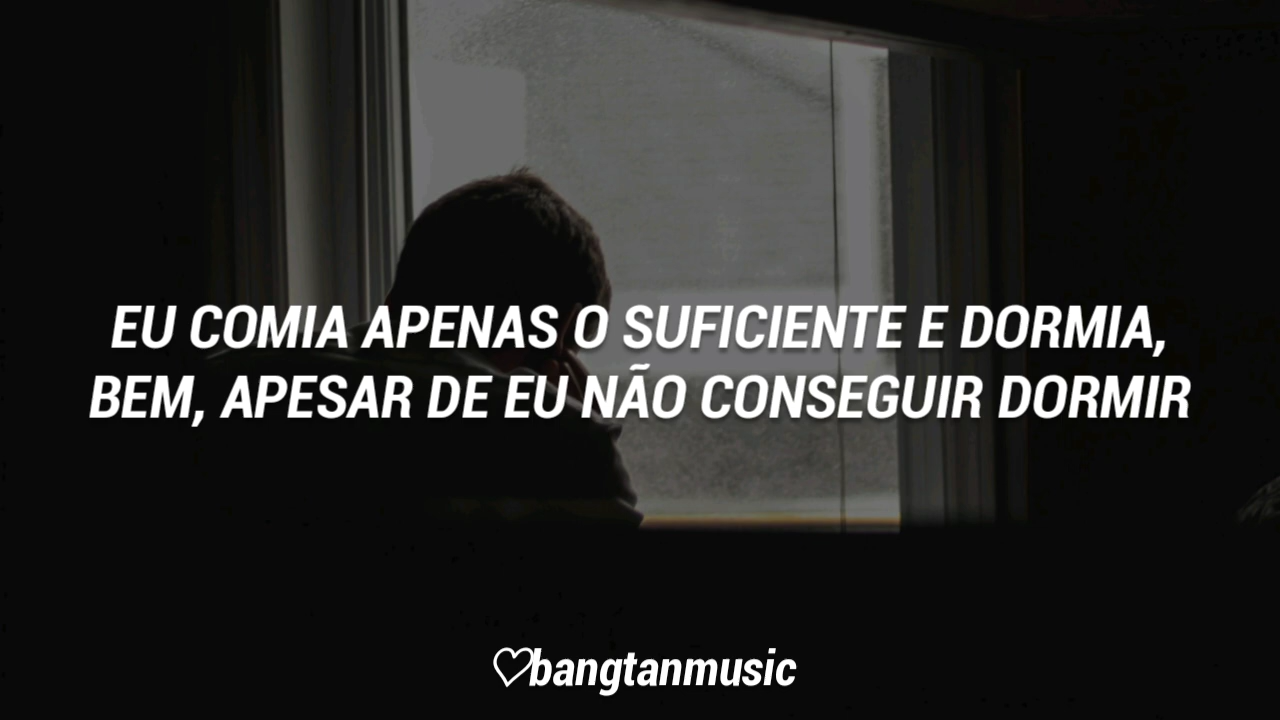 EU COMIA APENAS O SUFICIENTE E DORMIA,
BEM, APESAR DE EU NÃO CONSEGUIR DORMIR
♡bangtanmusic